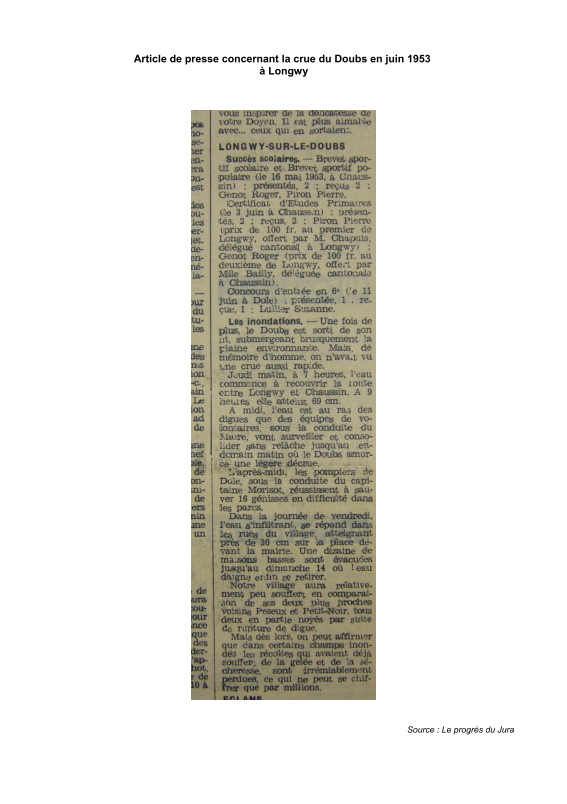 Article de presse concernant la crue du Doubs en juin 1953
à Longwy
vous inspirer de la délicatesse de
votre Doyen. Il est plus aimable
avec... ceux qui en sortaient.
LONGWY-SUR-LE-DOUBS
Succès scolaires. — Brevet spor-
tif scolaire et Brevet sportif po-
pulaire (le 16 mai 1953, à Chaus-
sin) : présentés, 2 ; reçus 2 :
Genot Roger, Piron Pierre.
Certificat d'Etudes Primaires
(le 3 juin à Chaussin) : présen-
tés, 2 ; reçus, 2 : Piron Pierre
(prix de 100 fr. au premier de
Longwy, offert par M. Chapuis,
délégué cantonal à Longwy) ;
Genot Roger (prix de 100 fr. au
deuxième de Longwy, offert par
Mlle Bailly, déléguée cantonale
à Chaussin).
Concours d'entrée en 6e (le 11
juin à Dole) : présentée, 1 ; re-
çue, 1 : Lullier Suzanne.
Les inondations. — Une fois de
plus, le Doubs est sorti de son
lit, submergeant brusquement la
plaine environnante. Mais, de
mémoire d'homme, on n'avait vu
une crue aussi rapide.
Jeudi matin, à 7 heures, l'eau
commence à recouvrir la route
entre Longwy et Chaussin. A 9
heures elle atteint 69 cm.
A midi, l'eau est au ras des
digues que des équipes de vo-
lontaires, sous la conduite du
Maire, vont surveiller et conso-
lider sans relâche jusqu'au len-
domain matin où le Doubs amor-
ce une légère décrue.
L'après-midi, les pompiers de
Dole, sous la conduite du capi-
taine Morisot, réussissent à sau-
ver 16 génisses en difficulté dans
les parcs.
Dans la journée de vendredi,
l'eau s'infiltrant, se répand dans
les rues du village, atteignant
près de 30 cm sur la place de-
vant la mairie. Une dizaine de
maisons basses sont évacuées
jusqu'au dimanche 14 où l'eau
daigne enfin se retirer.
Notre village aura relative-
ment peu souffert en comparai-
son de ses deux plus proches
voisins Peseux et Petit-Noir, tous
deux en partie noyés par suite
de rupture de digue.
Mais dès lors, on peut affirmer
que dans certains champs inon-
dés les récoltes qui avaient déjà
souffert de la gelée et de la sé-
cheresse, sont irrémédiablement
perdues, ce qui ne peut se chif-
frer que par millions.
ECLANS
Source : Le progrès du Jura